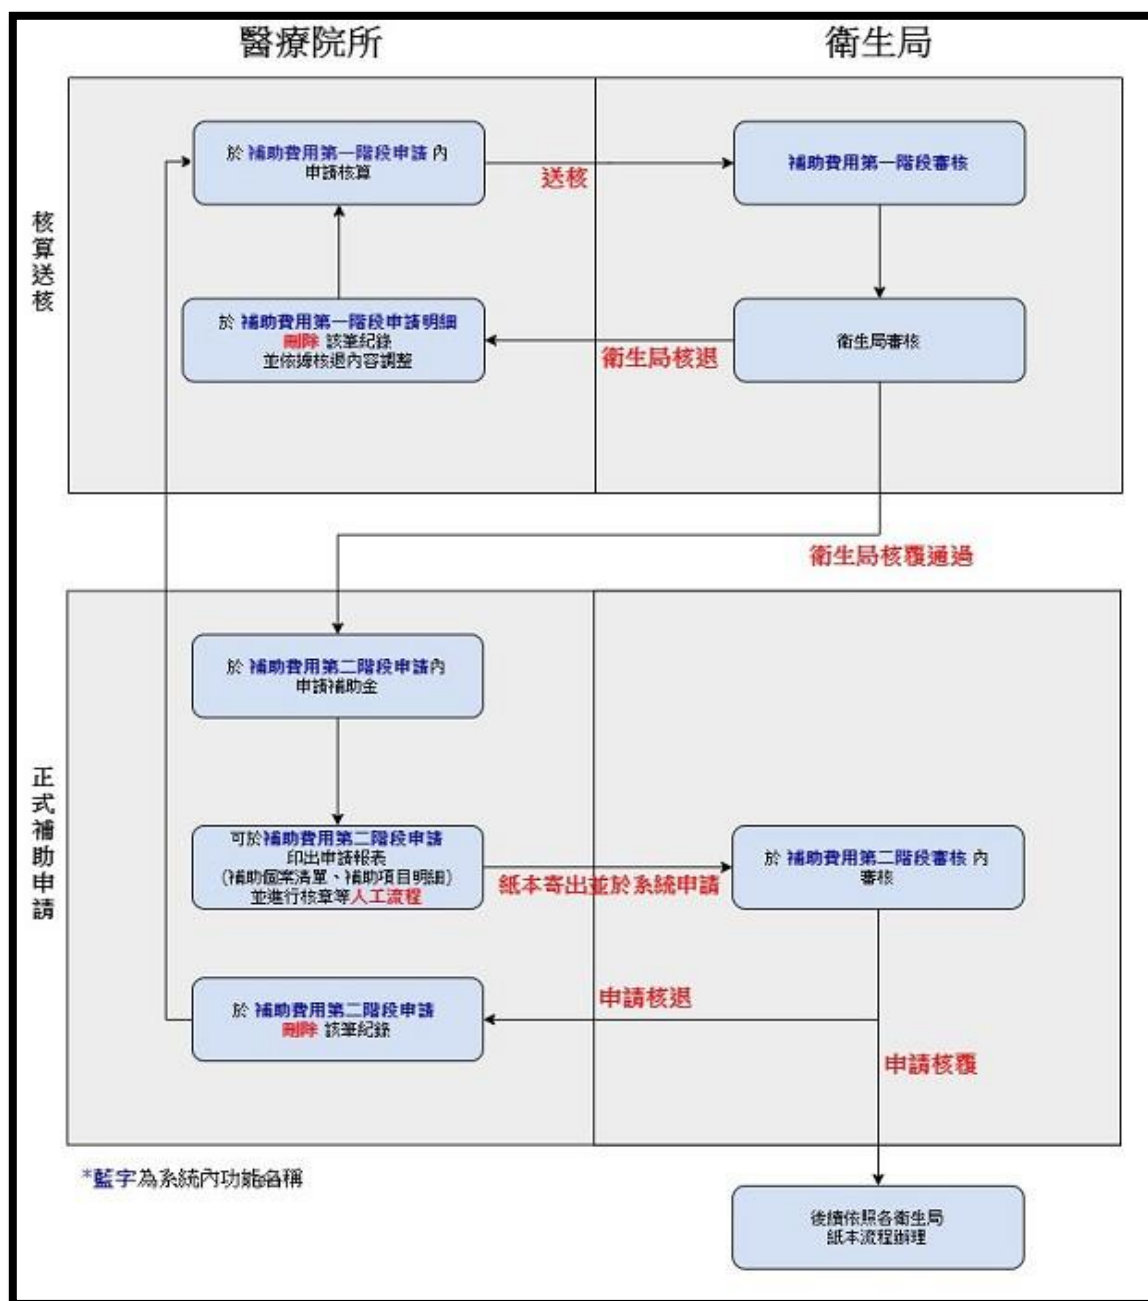 醫療院所
衛生局
核算送核
於 補助費用第一階段申請 內
申請核算
送核
補助費用第一階段審核
於 補助費用第一階段申請明細
刪除 該筆紀錄
並依據核退內容調整
衛生局核退
衛生局審核
衛生局核覆通過
正式補助申請
於 補助費用第二階段申請內
申請補助金
可於補助費用第二階段申請
印出申請報表
(補助個案清單、補助項目明細)
並進行核章等人工流程
紙本寄出並於系統申請
於 補助費用第二階段審核 內
審核
於 補助費用第二階段申請
刪除 該筆紀錄
申請核退
申請核覆
*藍字為系統內功能名稱
後續依照各衛生局
紙本流程辦理